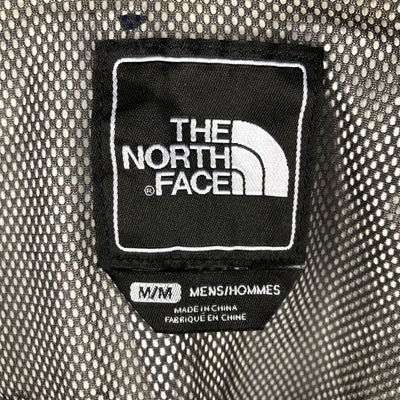 THE
NORTH
® FACE
M/M MENS/HOMMES
MADE IN CHINA
FABRIQUÉ EN CHINE